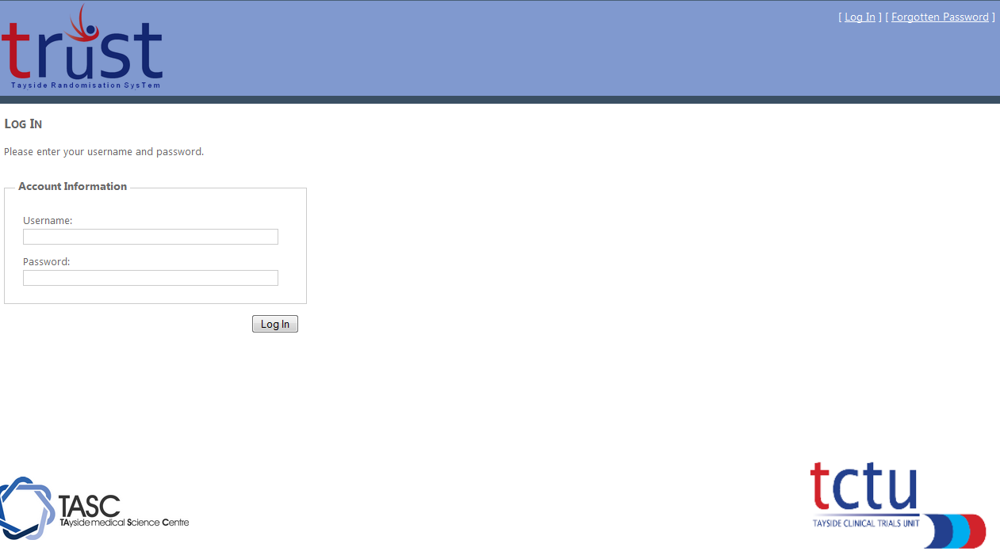 trust
Tayside Randomisation SysTem
[ Log In ] [ Forgotten Password ]
LOG IN
Please enter your username and password.
Account Information
Username:
Password:
Log In
TASC
TAyside medical Science Centre
tctu
TAYSIDE CLINICAL TRIALS UNIT